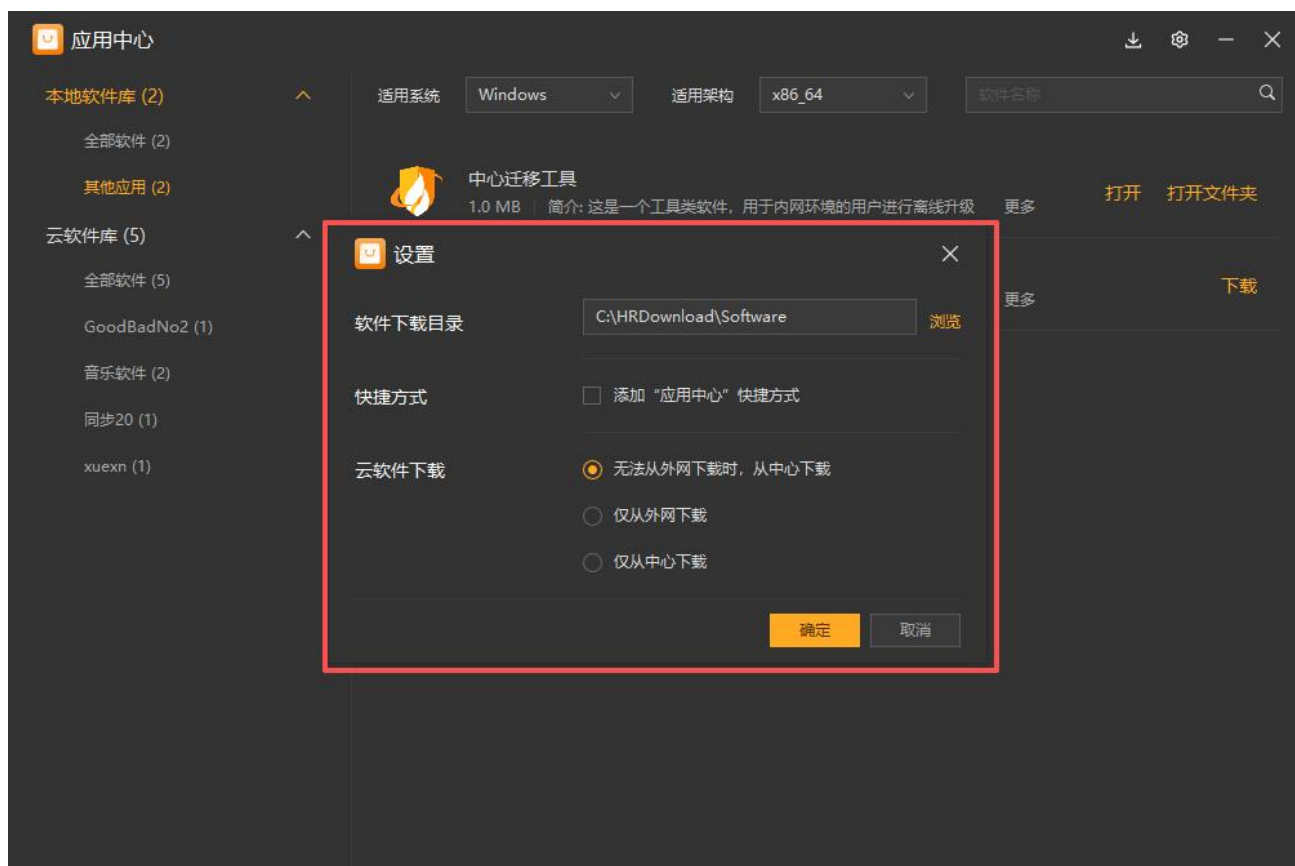 应用中心
本地软件库 (2)
全部软件 (2)
其他应用 (2)
云软件库 (5)
全部软件 (5)
GoodBadNo2 (1)
音乐软件 (2)
同步20 (1)
xuexn (1)
适用系统 Windows 适用架构 x86_64 软件名称
中心迁移工具
1.0 MB 简介: 这是一个工具类软件，用于内网环境的用户进行离线升级 更多 打开 打开文件夹
更多 下载
设置
软件下载目录 C:\HRDownload\Software 浏览
快捷方式 添加“应用中心”快捷方式
云软件下载 无法从外网下载时，从中心下载
仅从外网下载
仅从中心下载
确定 取消